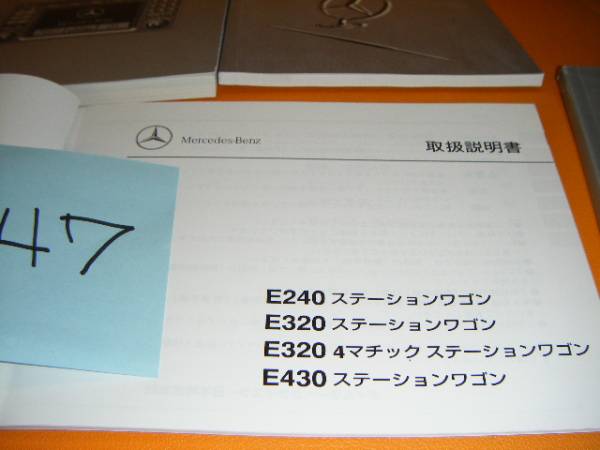 Mercedes-Benz
取扱説明書
47
E240 ステーションワゴン
E320 ステーションワゴン
E320 4マチック ステーションワゴン
E430 ステーションワゴン